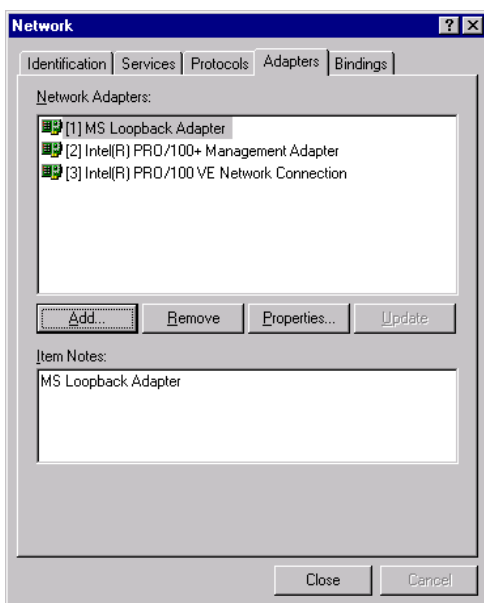 Network
Identification Services Protocols Adapters Bindings
Network Adapters:
[1] MS Loopback Adapter
[2] Intel(R) PRO/100+ Management Adapter
[3] Intel(R) PRO/100 VE Network Connection
Add... Remove Properties... Update
Item Notes:
MS Loopback Adapter
Close Cancel